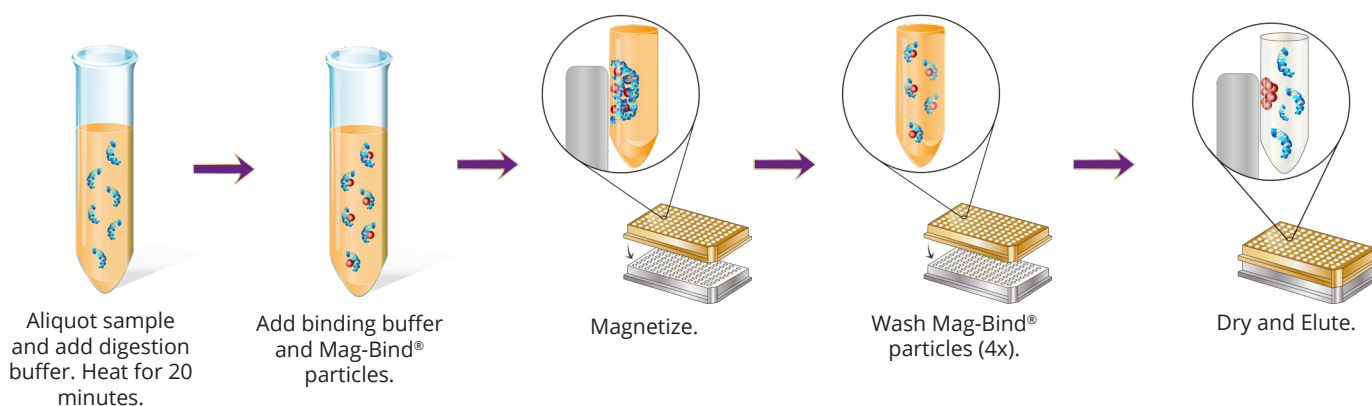 Aliquot sample
and add digestion
buffer. Heat for 20
minutes.
Add binding buffer
and Mag-Bind®
particles.
Magnetize.
Wash Mag-Bind®
particles (4x).
Dry and Elute.